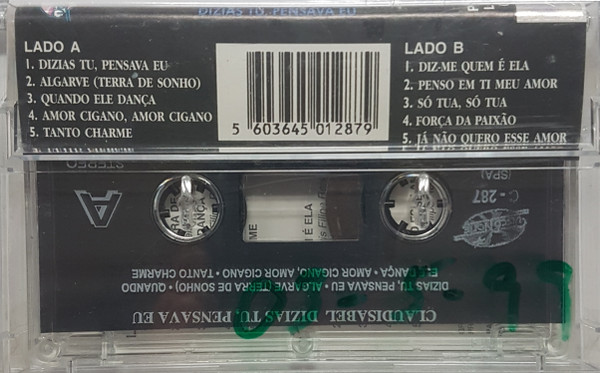 DIZIAS TU, PENSAVA EU
LADO A
1. DIZIAS TU, PENSAVA EU
2. ALGARVE (TERRA DE SONHO)
3. QUANDO ELE DANÇA
4. AMOR CIGANO, AMOR CIGANO
5. TANTO CHARME
5 603645 012879
LADO B
1. DIZ-ME QUEM É ELA
2. PENSO EM TI MEU AMOR
3. SÓ TUA, SÓ TUA
4. FORÇA DA PAIXÃO
5. JÁ NÃO QUERO ESSE AMOR
STEREO
A
(SPA)
C - 287
É ELA
ME
CLAUDISABEL DIZIAS TU, PENSAVA EU
DIZIAS TU, PENSAVA EU • ALGARVE (TERRA DE SONHO) • QUANDO
ELE DANÇA • AMOR CIGANO, AMOR CIGANO • TANTO CHARME